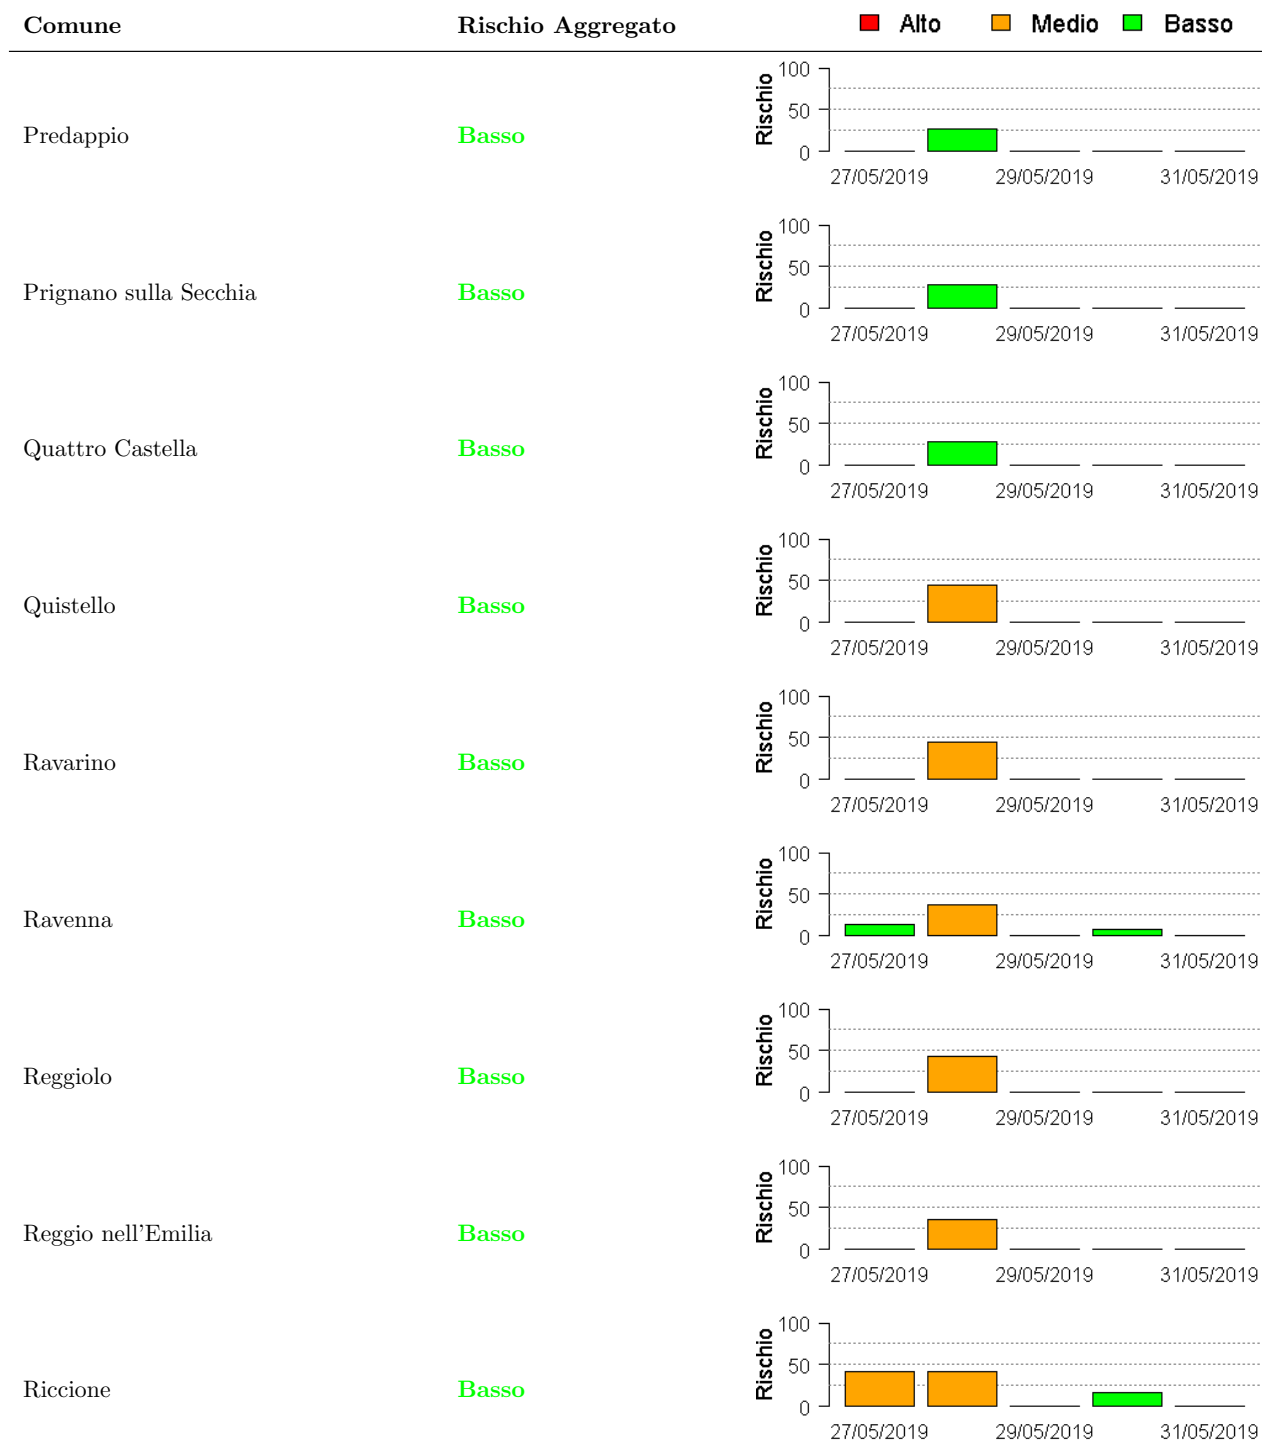 Comune Rischio Aggregato Alto Medio Basso
Predappio Basso
Rischio
100
50
0
27/05/2019 29/05/2019 31/05/2019
Prignano sulla Secchia Basso
Rischio
100
50
0
27/05/2019 29/05/2019 31/05/2019
Quattro Castella Basso
Rischio
100
50
0
27/05/2019 29/05/2019 31/05/2019
Quistello Basso
Rischio
100
50
0
27/05/2019 29/05/2019 31/05/2019
Ravarino Basso
Rischio
100
50
0
27/05/2019 29/05/2019 31/05/2019
Ravenna Basso
Rischio
100
50
0
27/05/2019 29/05/2019 31/05/2019
Reggiolo Basso
Rischio
100
50
0
27/05/2019 29/05/2019 31/05/2019
Reggio nell'Emilia Basso
Rischio
100
50
0
27/05/2019 29/05/2019 31/05/2019
Riccione Basso
Rischio
100
50
0
27/05/2019 29/05/2019 31/05/2019